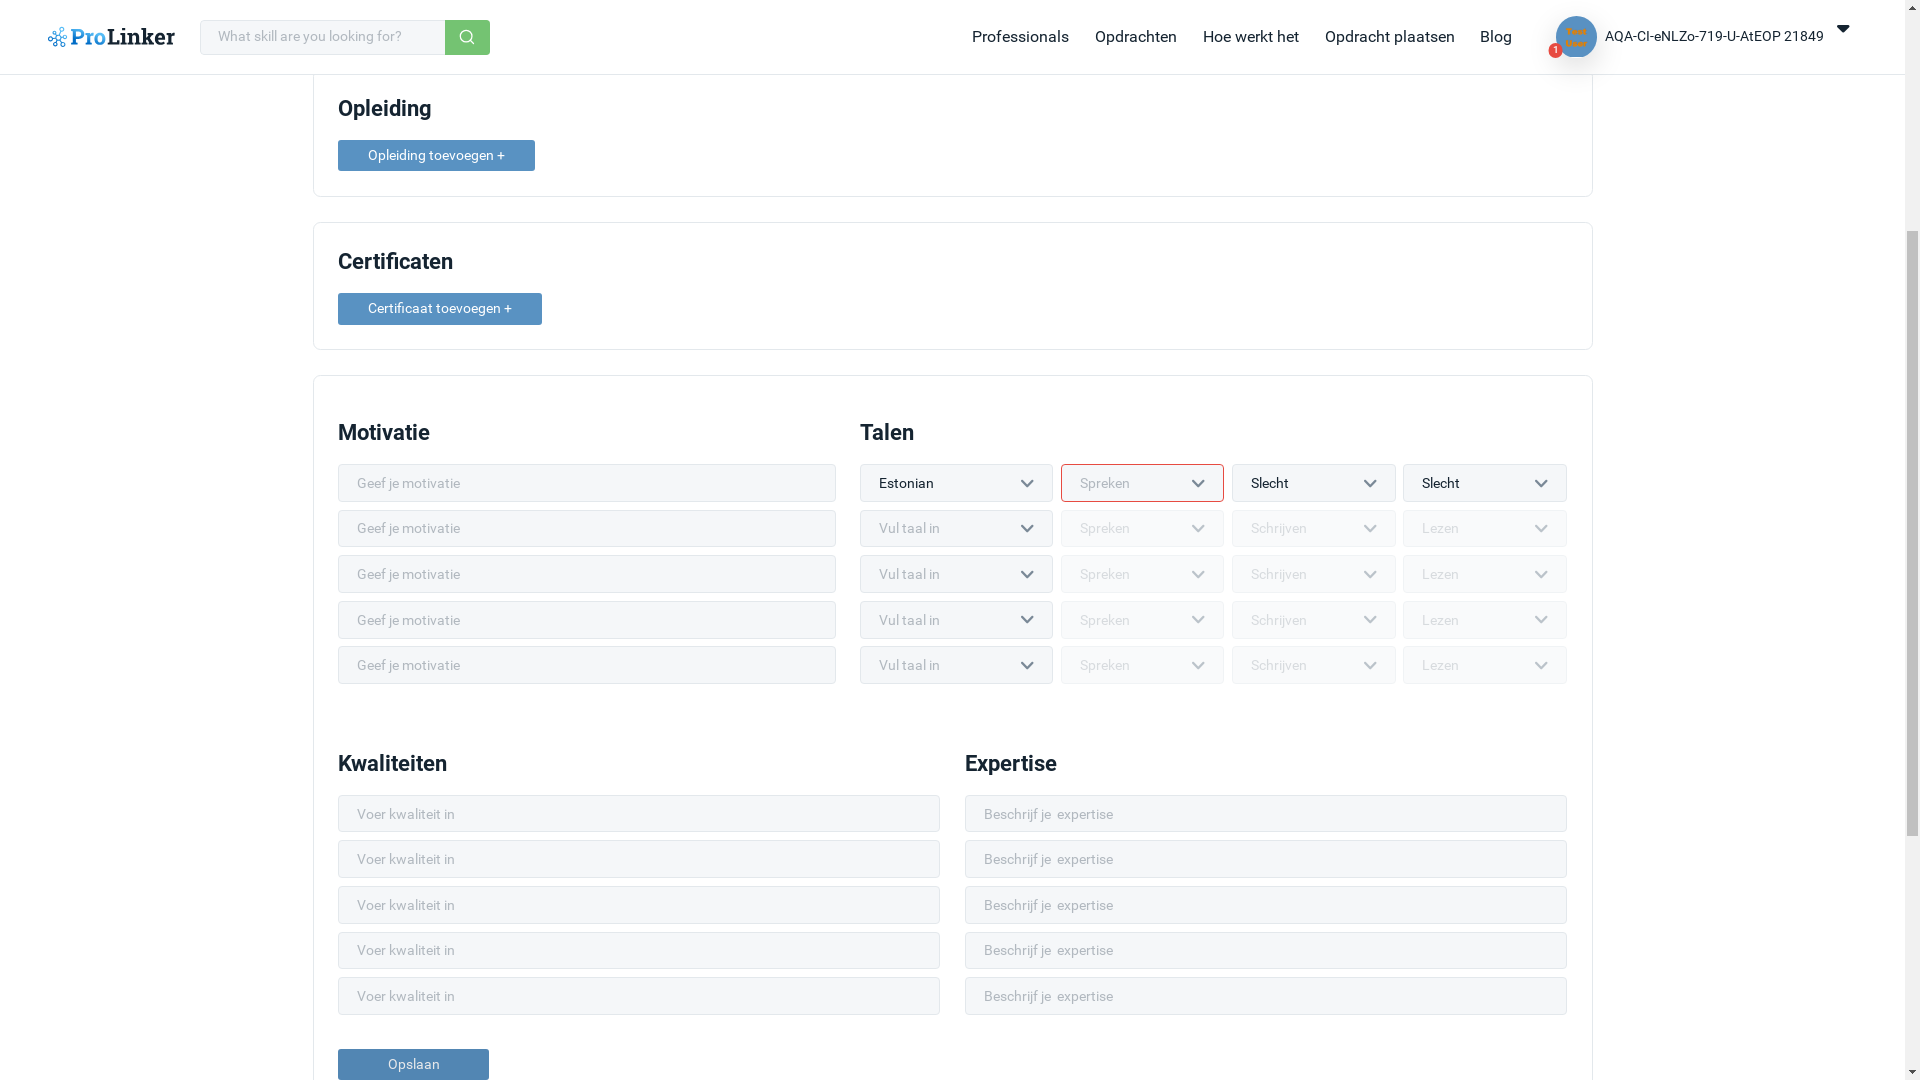 ProLinker
What skill are you looking for?
Professionals Opdrachten Hoe werkt het Opdracht plaatsen Blog
Test User
1
AQA-CI-eNLZo-719-U-AtEOP 21849
Opleiding
Opleiding toevoegen +
Certificaten
Certificaat toevoegen +
Motivatie
Geef je motivatie
Geef je motivatie
Geef je motivatie
Geef je motivatie
Geef je motivatie
Talen
Estonian Spreken Slecht Slecht
Vul taal in Spreken Schrijven Lezen
Vul taal in Spreken Schrijven Lezen
Vul taal in Spreken Schrijven Lezen
Vul taal in Spreken Schrijven Lezen
Kwaliteiten
Voer kwaliteit in
Voer kwaliteit in
Voer kwaliteit in
Voer kwaliteit in
Voer kwaliteit in
Expertise
Beschrijf je expertise
Beschrijf je expertise
Beschrijf je expertise
Beschrijf je expertise
Beschrijf je expertise
Opslaan